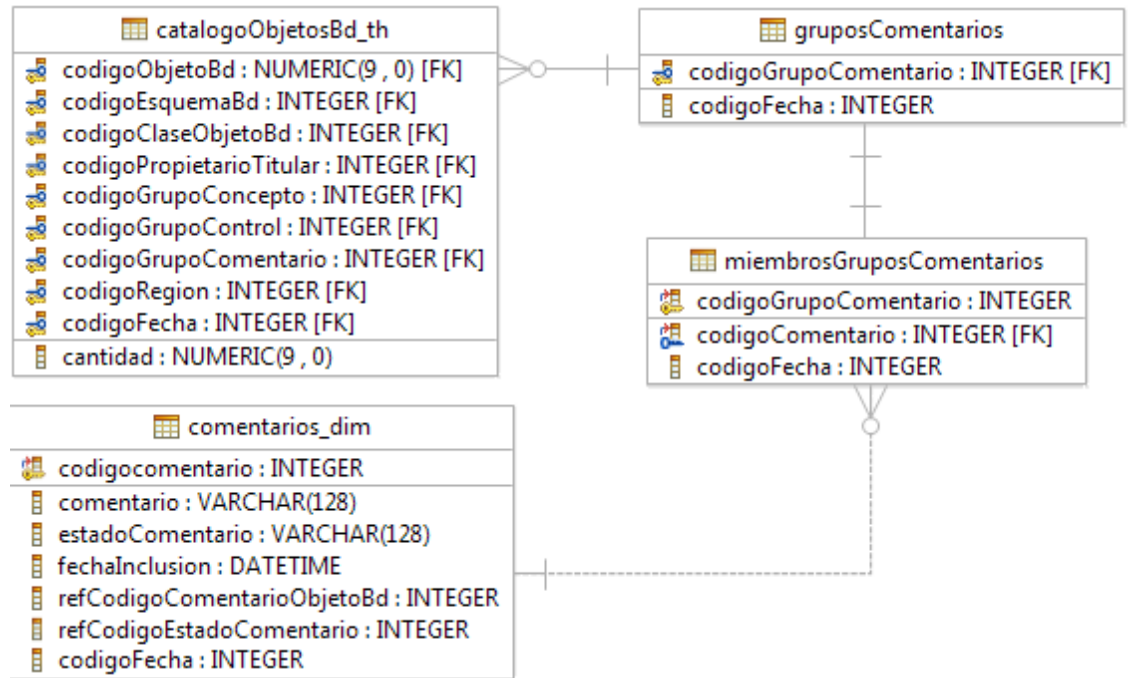 catalogoObjetosBd_th
codigoObjetoBd : NUMERIC(9 , 0) [FK]
codigoEsquemaBd : INTEGER [FK]
codigoClaseObjetoBd : INTEGER [FK]
codigoPropietarioTitular : INTEGER [FK]
codigoGrupoConcepto : INTEGER [FK]
codigoGrupoControl : INTEGER [FK]
codigoGrupoComentario : INTEGER [FK]
codigoRegion : INTEGER [FK]
codigoFecha : INTEGER [FK]
cantidad : NUMERIC(9 , 0)
gruposComentarios
codigoGrupoComentario : INTEGER [FK]
codigoFecha : INTEGER
miembrosGruposComentarios
codigoGrupoComentario : INTEGER
codigoComentario : INTEGER [FK]
codigoFecha : INTEGER
comentarios_dim
codigocomentario : INTEGER
comentario : VARCHAR(128)
estadoComentario : VARCHAR(128)
fechaInclusion : DATETIME
refCodigoComentarioObjetoBd : INTEGER
refCodigoEstadoComentario : INTEGER
codigoFecha : INTEGER